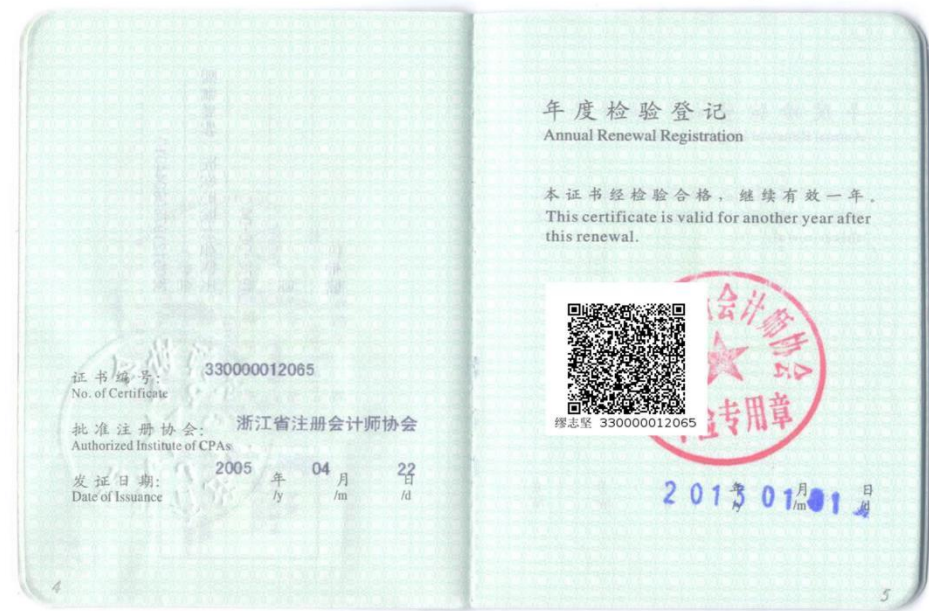 证书编号:
330000012065
No. of Certificate
批准注册协会:
浙江省注册会计师协会
Authorized Institute of CPAs
发证日期:
2005 年 04 月 22 日
Date of Issuance /y /m /d
4
年度检验登记
Annual Renewal Registration
本证书经检验合格，继续有效一年。
This certificate is valid for another year after
this renewal.
会计师协会
专用章
缪志坚 330000012065
年 月 日
/y /m /d
5